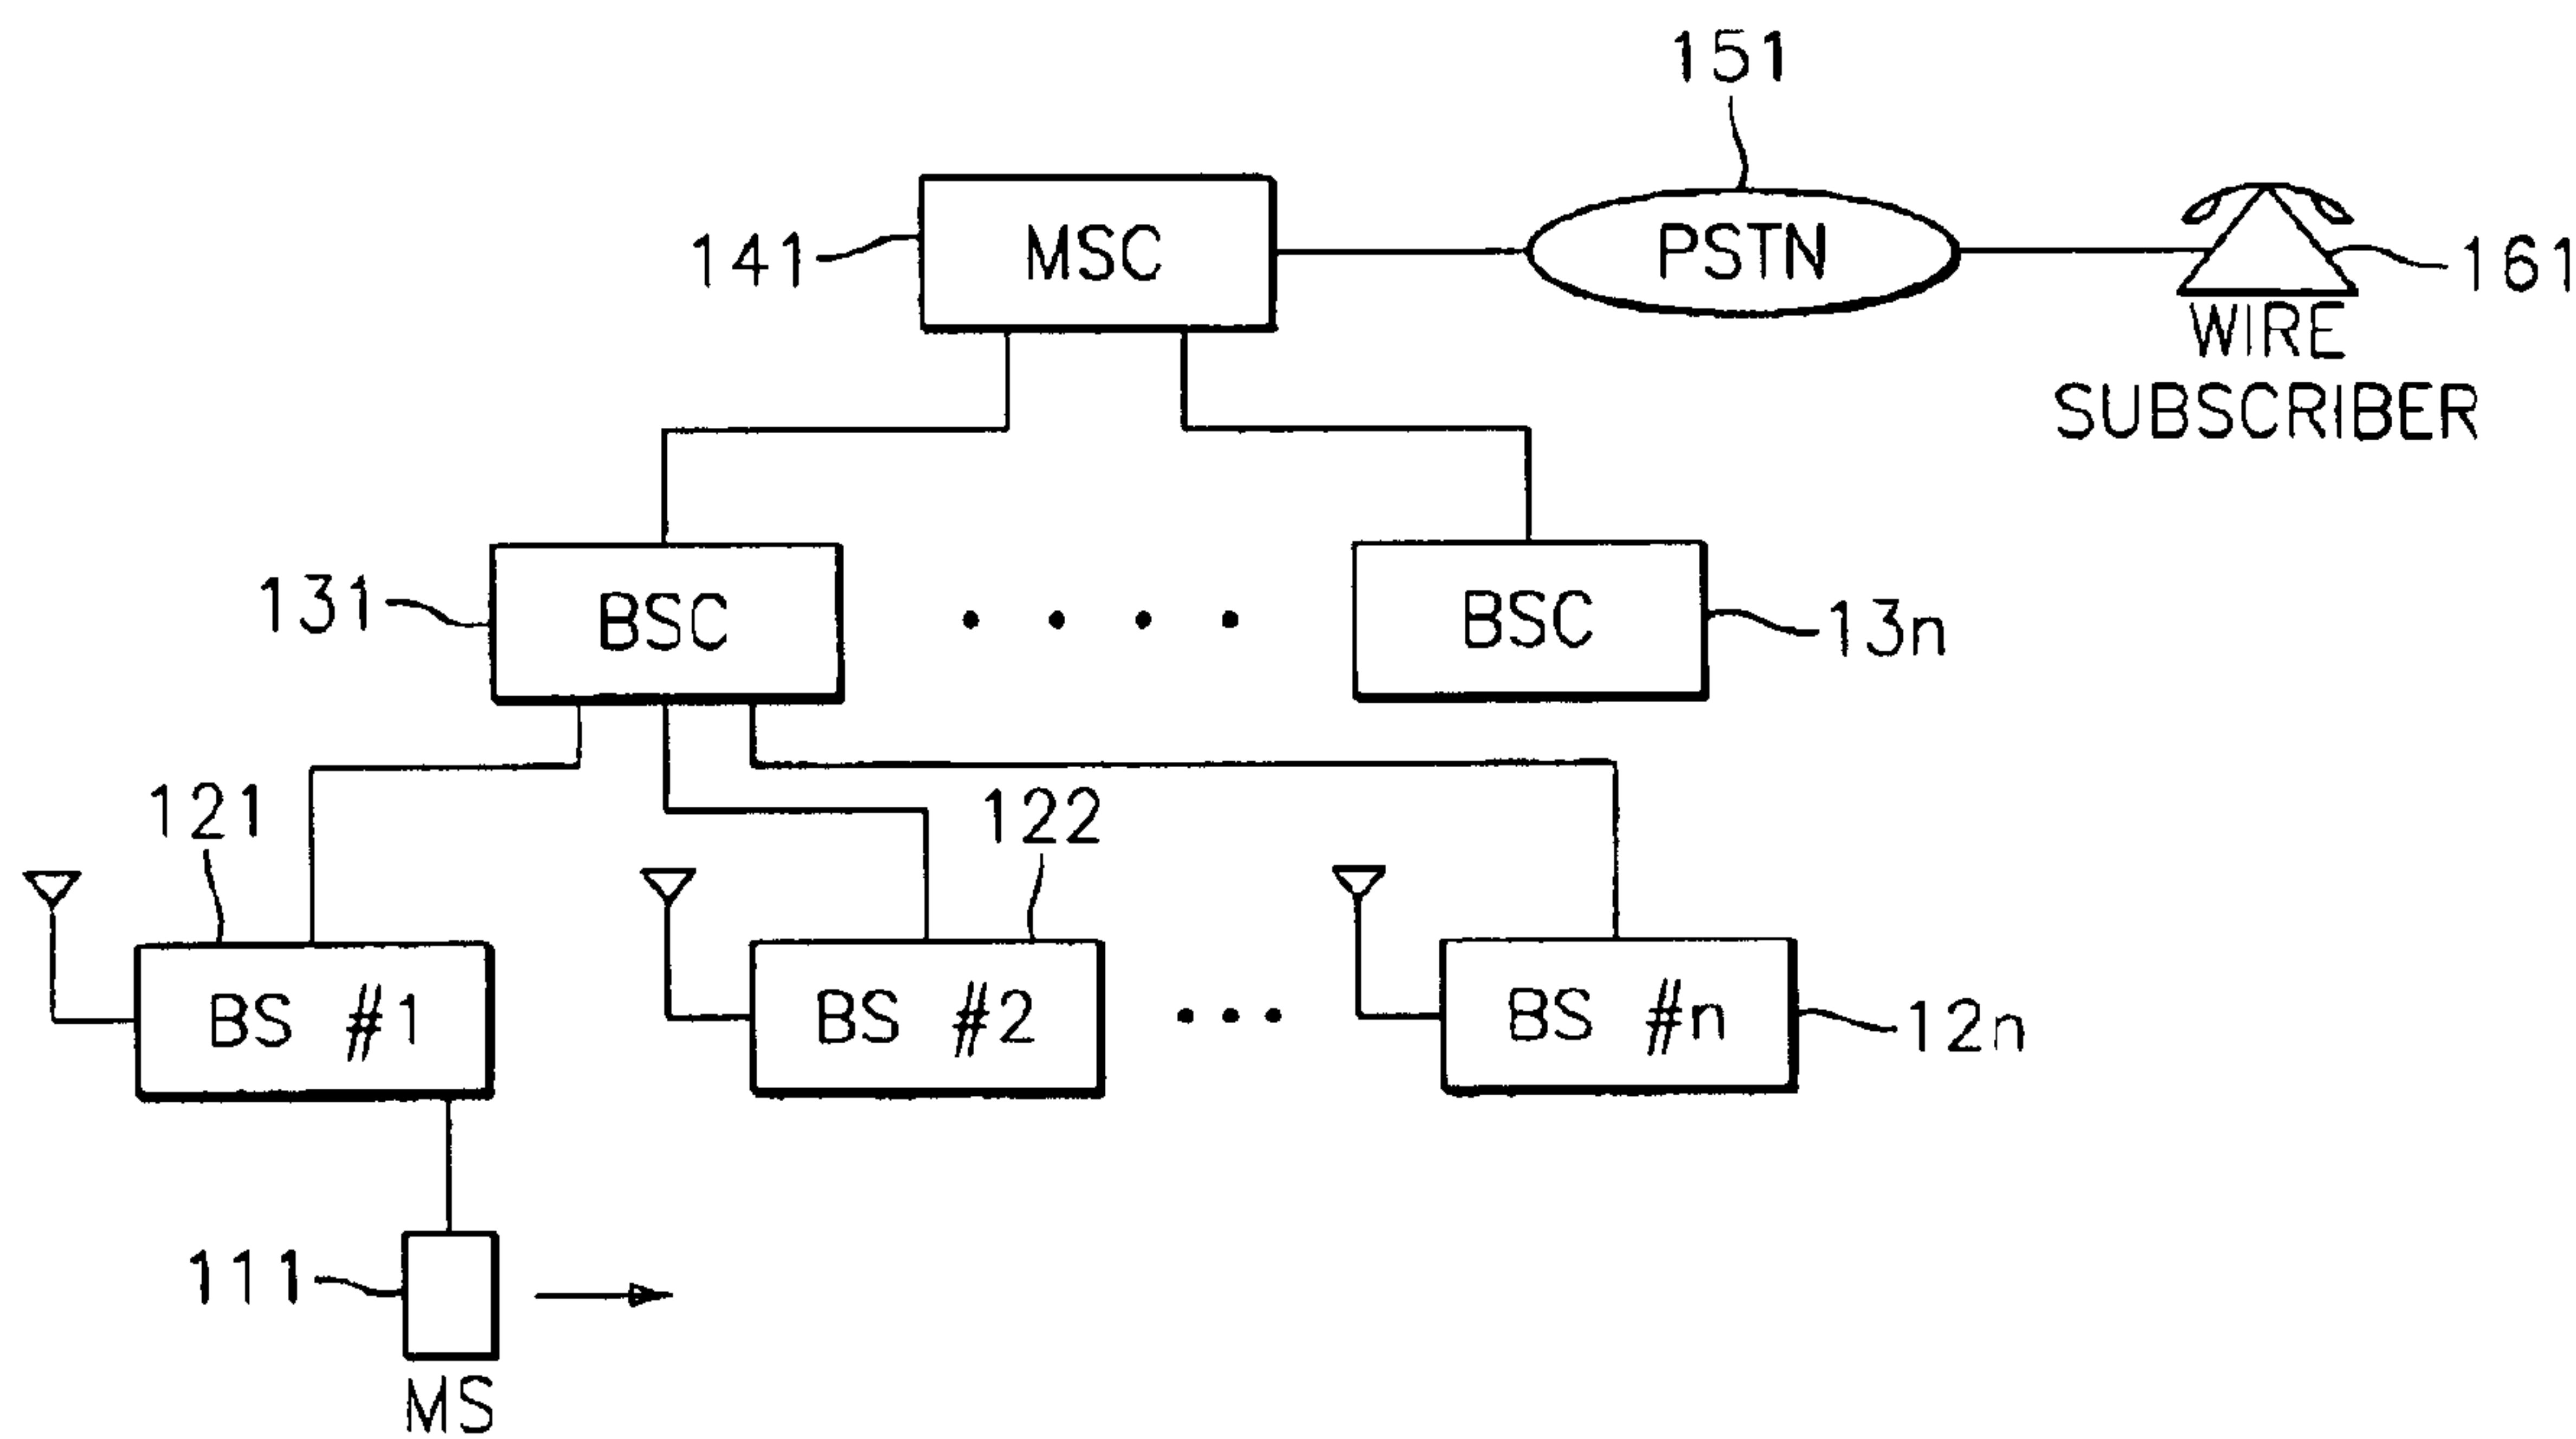 151
MSC
141
PSTN
161
WIRE
SUBSCRIBER
131
BSC
BSC
13n
121
122
BS #1
BS #2
BS #n
12n
111
MS